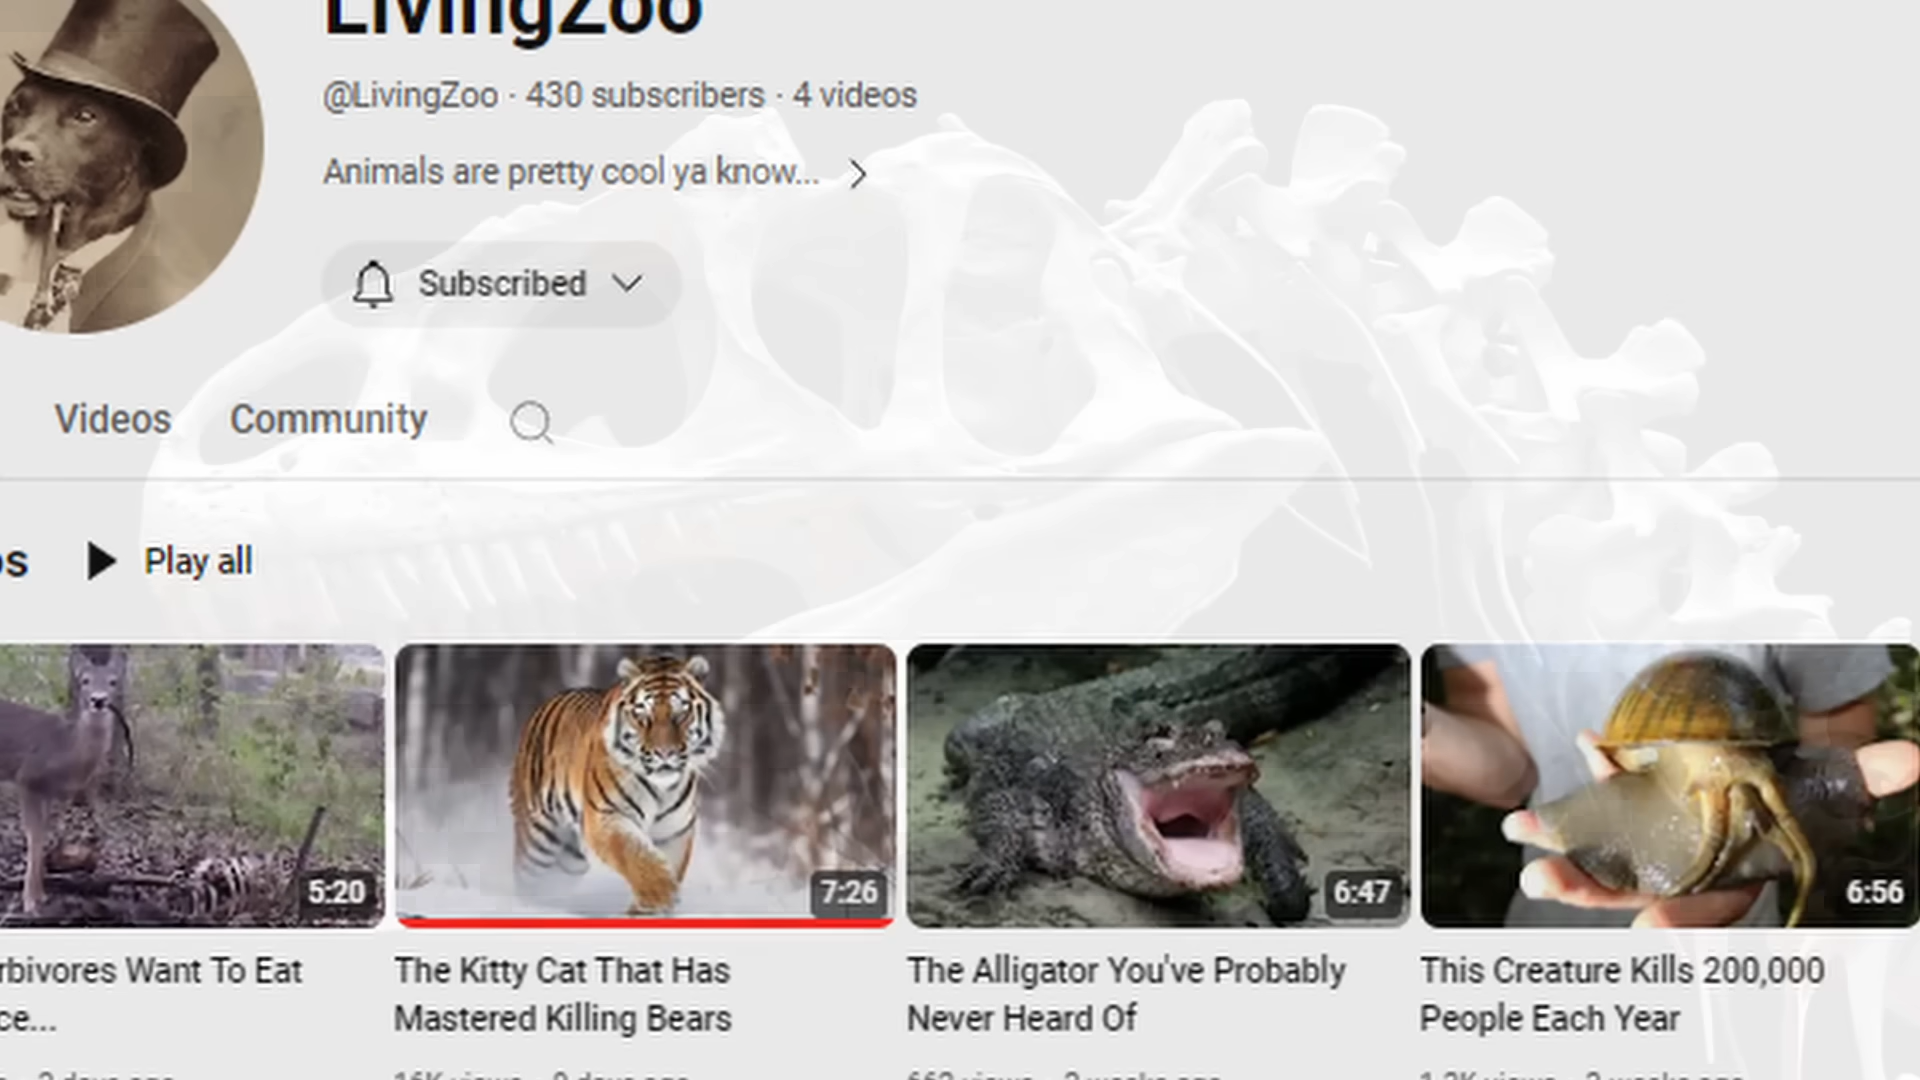 LivingZoo
@LivingZoo · 430 subscribers · 4 videos
Animals are pretty cool ya know...
Subscribed
Videos Community
Play all
5:20
7:26
6:47
6:56
Want To Eat
The Kitty Cat That Has
Mastered Killing Bears
The Alligator You've Probably
Never Heard Of
This Creature Kills 200,000
People Each Year